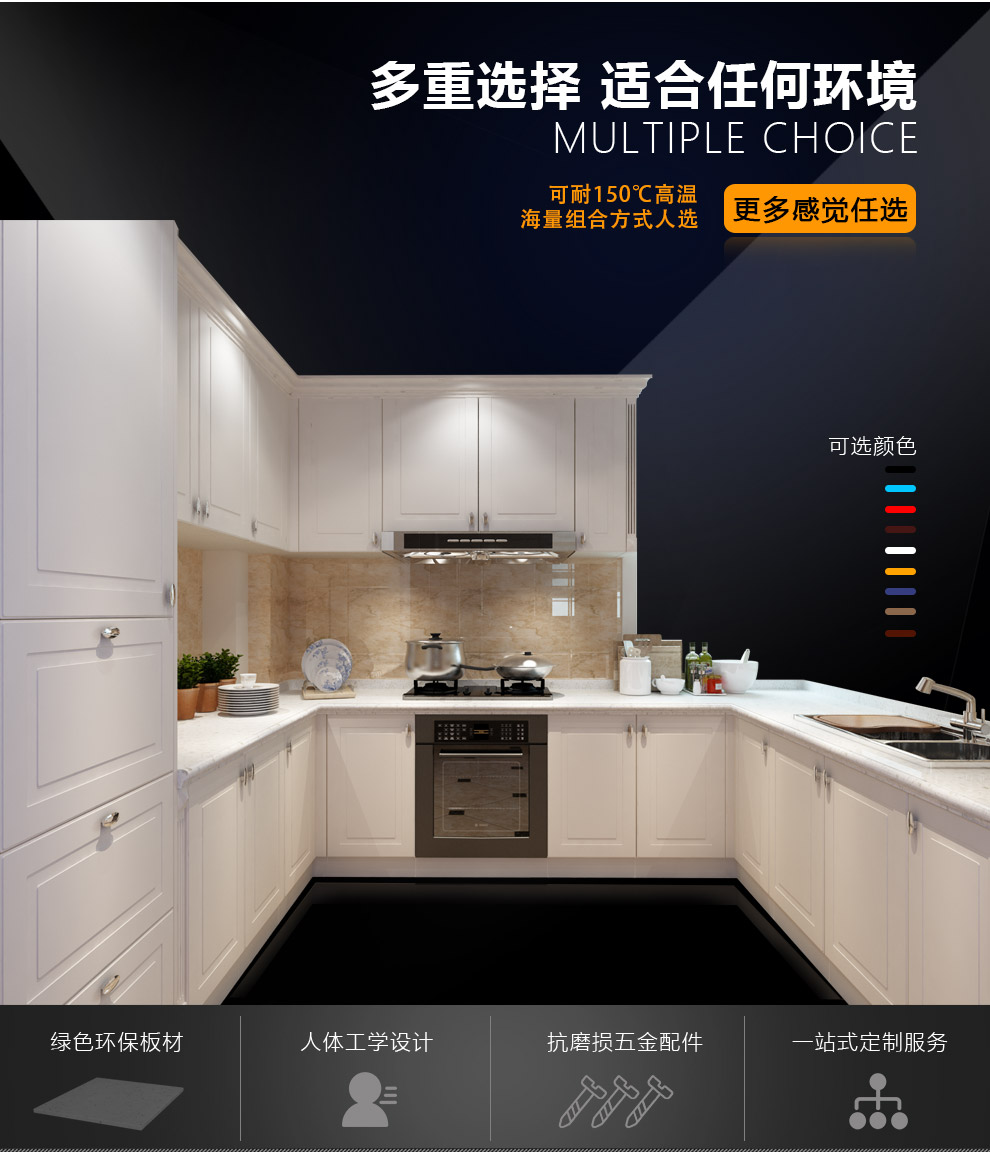 多重选择 适合任何环境
MULTIPLE CHOICE
可耐150℃高温
海量组合方式人选
更多感觉任选
可选颜色
绿色环保板材
人体工学设计
抗磨损五金配件
一站式定制服务